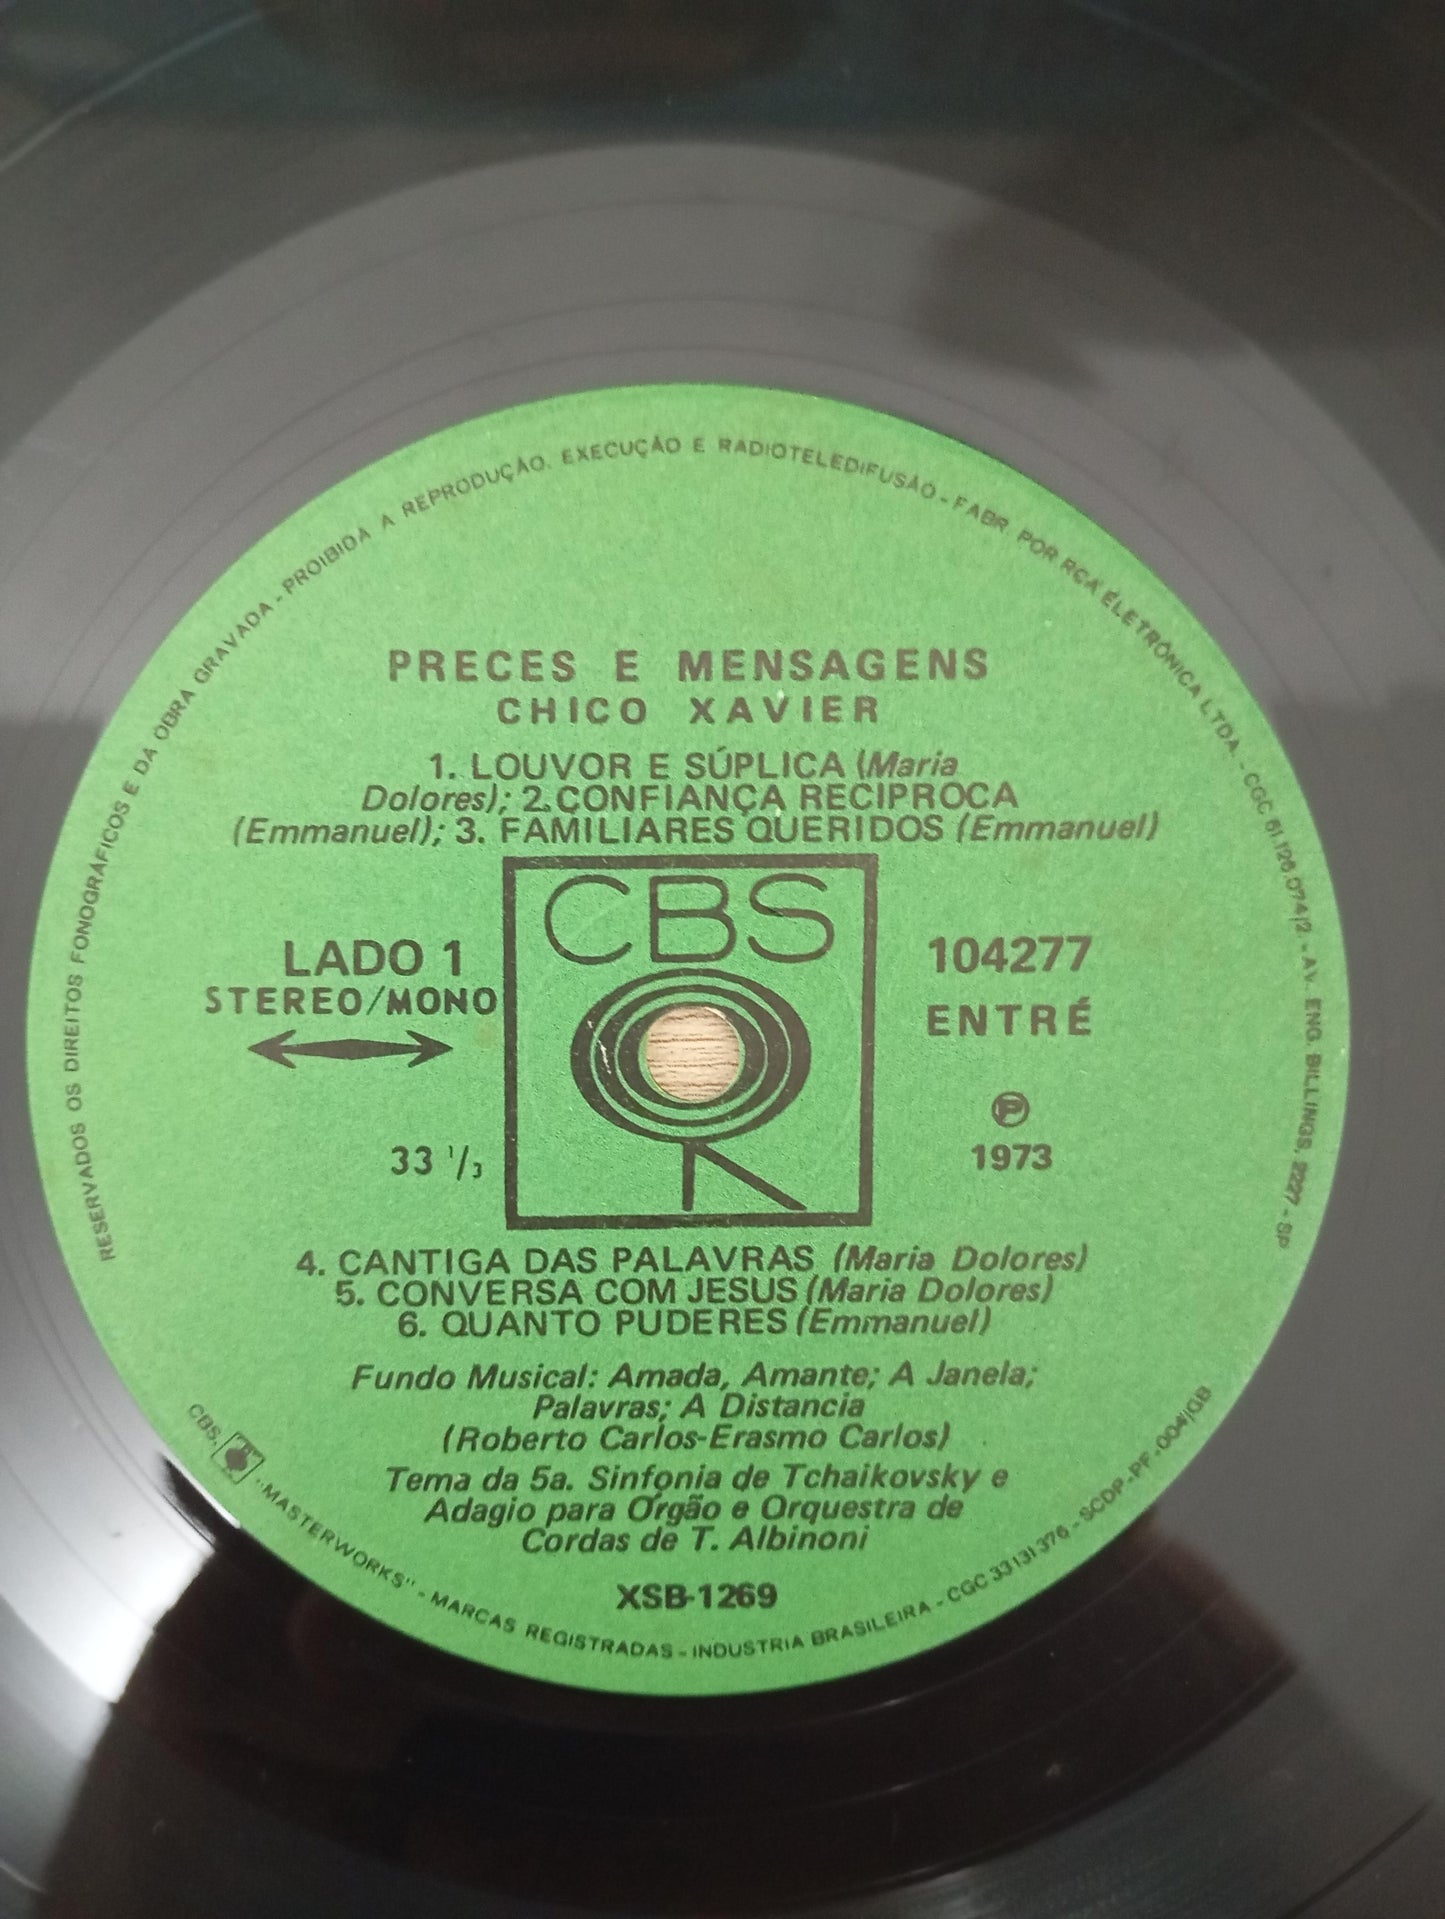 RESERVADOS OS DIREITOS FONOGRÁFICOS E DA OBRA GRAVADA - PROIBIDA A REPRODUÇÃO, EXECUÇÃO E RADIOTELEDIFUSÃO - FABR. POR RCA ELETRÔNICA LTDA. - CGC 61.126.074/2. - AV. ENG. BILLINGS, 2227 - SP
PRECES E MENSAGENS
CHICO XAVIER
1. LOUVOR E SÚPLICA (Maria
Dolores); 2. CONFIANÇA RECIPROCA
(Emmanuel); 3. FAMILIARES QUERIDOS (Emmanuel)
CBS
LADO 1
STEREO/MONO
33 1/3
104277
ENTRÉ
Ⓟ
1973
4. CANTIGA DAS PALAVRAS (Maria Dolores)
5. CONVERSA COM JESUS (Maria Dolores)
6. QUANTO PUDERES (Emmanuel)
Fundo Musical: Amada, Amante; A Janela;
Palavras; A Distancia
(Roberto Carlos-Erasmo Carlos)
Tema da 5a. Sinfonia de Tchaikovsky e
Adagio para Órgão e Orquestra de
Cordas de T. Albinoni
XSB-1269
CBS, "MASTERWORKS" - MARCAS REGISTRADAS - INDUSTRIA BRASILEIRA - CGC 33131376 - SCDP - PF - 004/GB